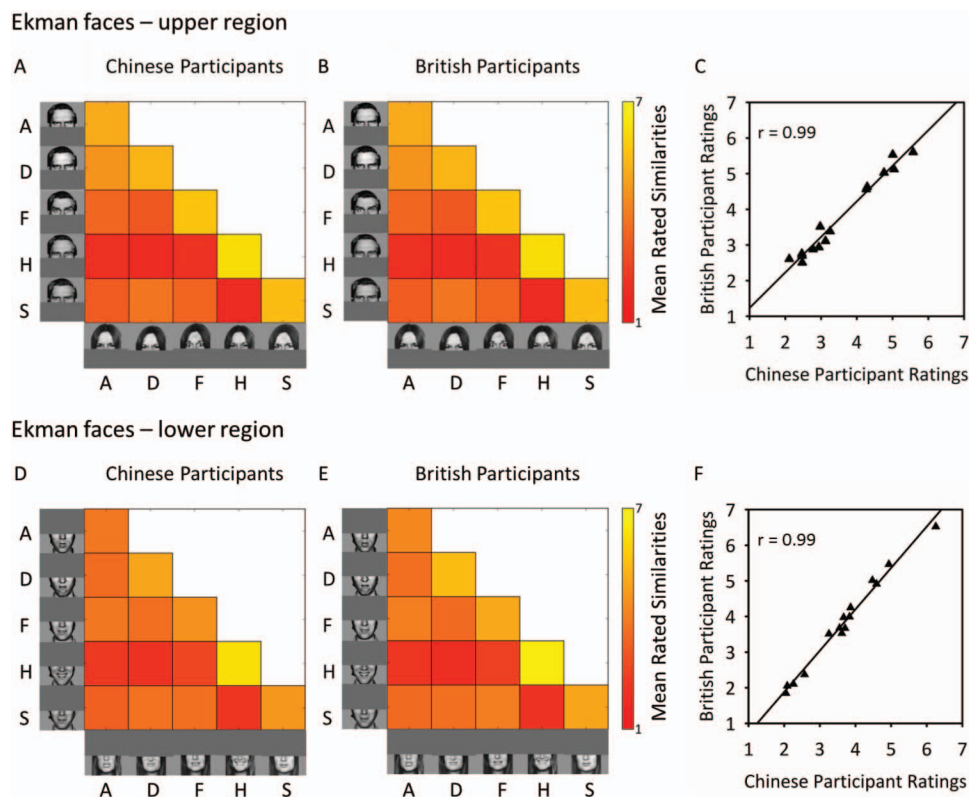 Ekman faces – upper region
A Chinese Participants B British Participants C
A
D
F
H
S
A D F H S
A
D
F
H
S
A D F H S
7
Mean Rated Similarities
1
r = 0.99
7
6
5
4
3
2
1
British Participant Ratings
1 2 3 4 5 6 7
Chinese Participant Ratings
Ekman faces – lower region
D Chinese Participants E British Participants F
A
D
F
H
S
A D F H S
A
D
F
H
S
A D F H S
7
Mean Rated Similarities
1
r = 0.99
7
6
5
4
3
2
1
British Participant Ratings
1 2 3 4 5 6 7
Chinese Participant Ratings